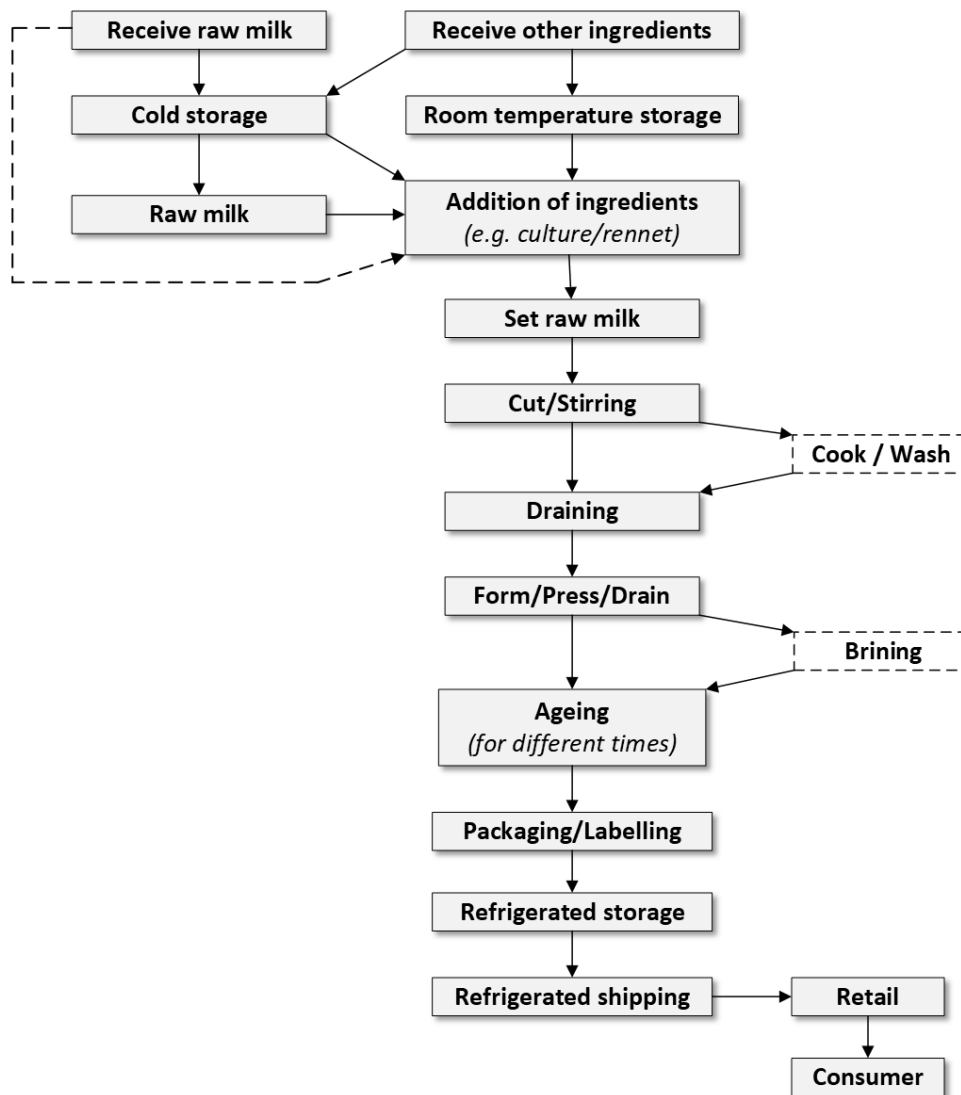 Receive raw milk
Receive other ingredients
Cold storage
Room temperature storage
Raw milk
Addition of ingredients
(e.g. culture/rennet)
Set raw milk
Cut/Stirring
Cook / Wash
Draining
Form/Press/Drain
Brining
Ageing
(for different times)
Packaging/Labelling
Refrigerated storage
Refrigerated shipping
Retail
Consumer